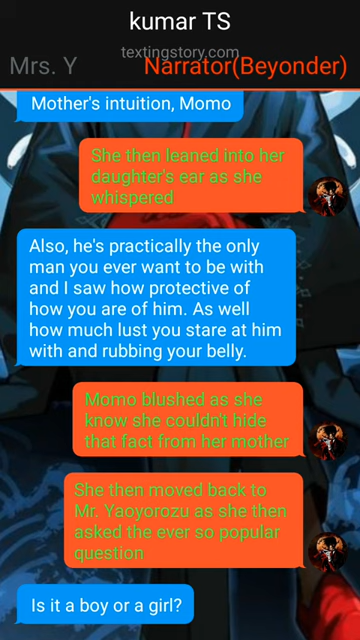 kumar TS
textingstory.com
Mrs. Y
Narrator(Beyonder)
Mother's intuition, Momo
She then leaned into her
daughter's ear as she
whispered
Also, he's practically the only
man you ever want to be with
and I saw how protective of
how you are of him. As well
how much lust you stare at him
with and rubbing your belly.
Momo blushed as she
know she couldn't hide
that fact from her mother
She then moved back to
Mr. Yaoyorozu as she then
asked the ever so popular
question
Is it a boy or a girl?